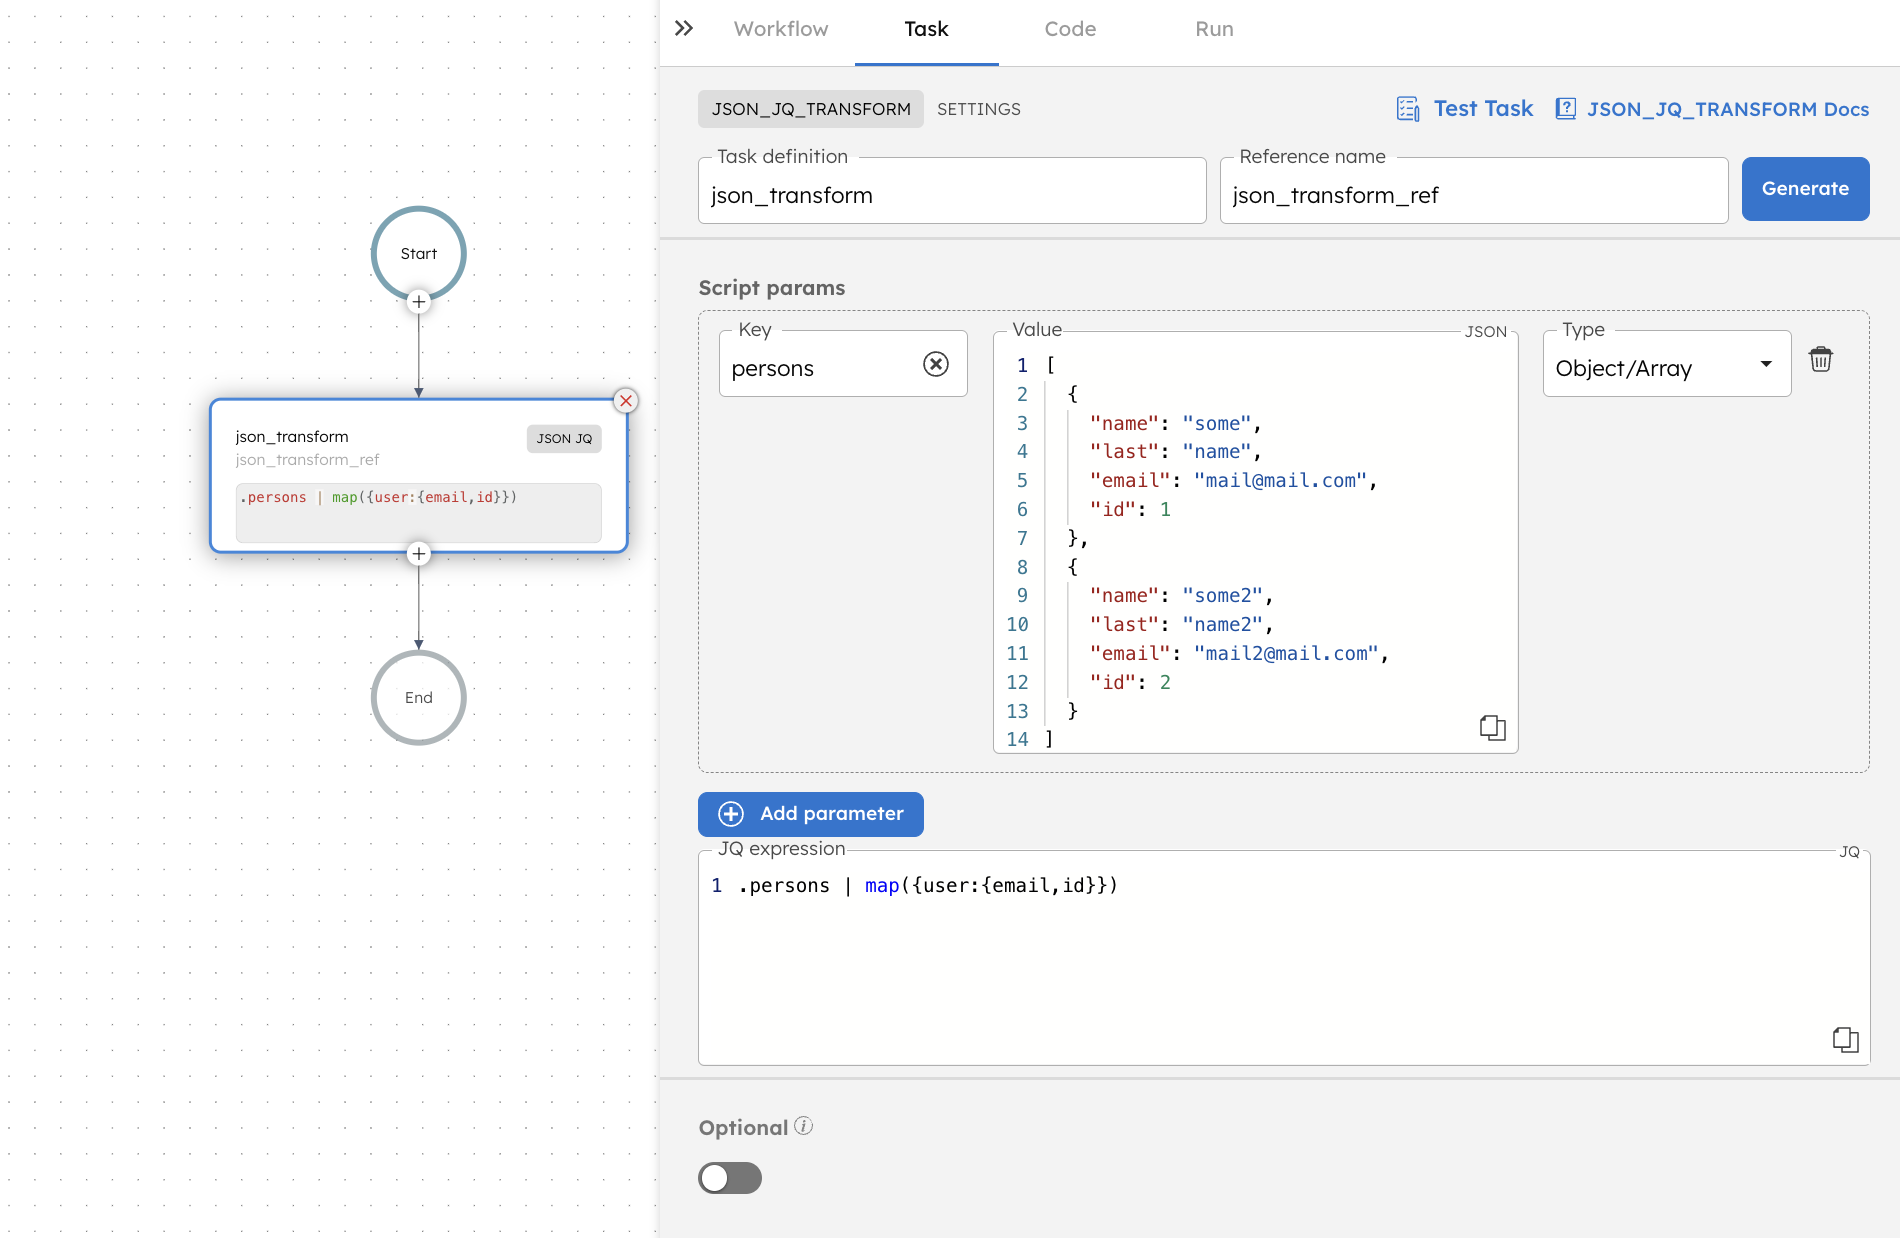 Workflow
Task
Code
Run
JSON_JQ_TRANSFORM
SETTINGS
Test Task
JSON_JQ_TRANSFORM Docs
Task definition
json_transform
Reference name
json_transform_ref
Generate
Start
json_transform
JSON JQ
json_transform_ref
.persons | map({user:{email,id}})
End
Script params
Key
persons
Value
JSON
1 [
2 {
3 "name": "some",
4 "last": "name",
5 "email": "mail@mail.com",
6 "id": 1
7 },
8 {
9 "name": "some2",
10 "last": "name2",
11 "email": "mail2@mail.com",
12 "id": 2
13 }
14 ]
Type
Object/Array
Add parameter
JQ expression
JQ
1 .persons | map({user:{email,id}})
Optional